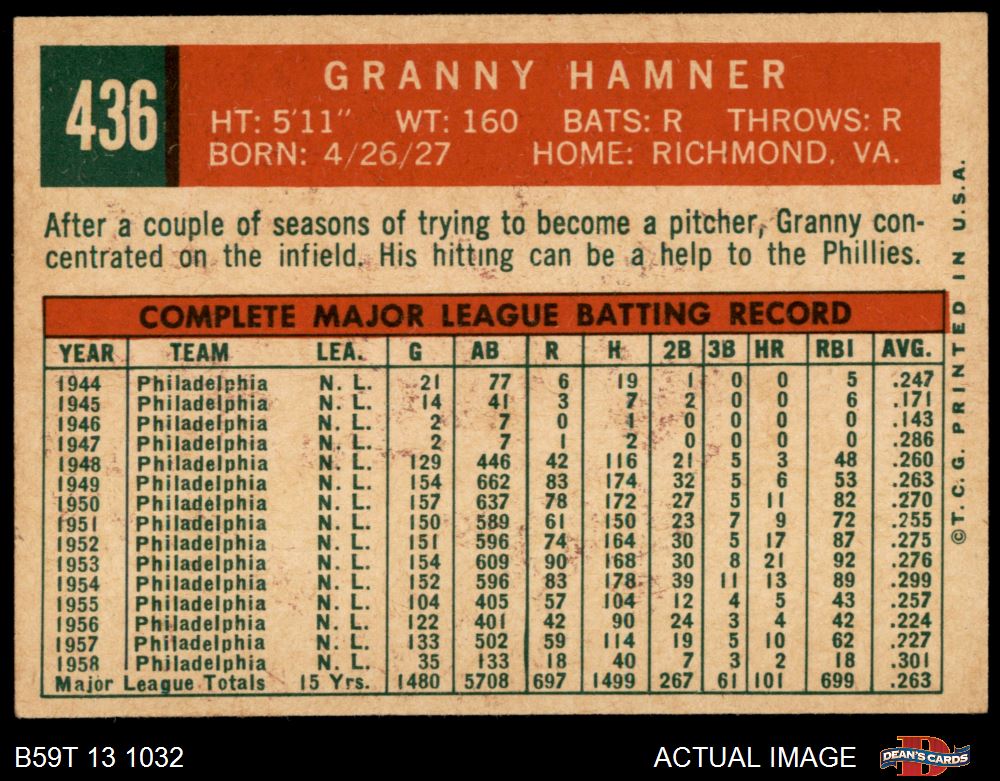 436
GRANNY HAMNER
HT: 5'11" WT: 160 BATS: R THROWS: R
BORN: 4/26/27 HOME: RICHMOND, VA.
After a couple of seasons of trying to become a pitcher, Granny con-
centrated on the infield. His hitting can be a help to the Phillies.
COMPLETE MAJOR LEAGUE BATTING RECORD
YEAR TEAM LEA. G AB R H 2B 3B HR RBI AVG.
1944 Philadelphia N. L. 21 77 6 19 1 0 0 5 .247
1945 Philadelphia N. L. 14 41 3 7 2 0 0 6 .171
1946 Philadelphia N. L. 2 7 0 1 0 0 0 0 .143
1947 Philadelphia N. L. 2 7 1 2 0 0 0 0 .286
1948 Philadelphia N. L. 129 446 42 116 21 5 3 48 .260
1949 Philadelphia N. L. 154 662 83 174 32 5 6 53 .263
1950 Philadelphia N. L. 157 637 78 172 27 5 11 82 .270
1951 Philadelphia N. L. 150 589 61 150 23 7 9 72 .255
1952 Philadelphia N. L. 151 596 74 164 30 5 17 87 .275
1953 Philadelphia N. L. 154 609 90 168 30 8 21 92 .276
1954 Philadelphia N. L. 152 596 83 178 39 11 13 89 .299
1955 Philadelphia N. L. 104 405 57 104 12 4 5 43 .257
1956 Philadelphia N. L. 122 401 42 90 24 3 4 42 .224
1957 Philadelphia N. L. 133 502 59 114 19 5 10 62 .227
1958 Philadelphia N. L. 35 133 18 40 7 3 2 18 .301
Major League Totals 15 Yrs. 1480 5708 697 1499 267 61 101 699 .263
©T. C. G. PRINTED IN U.S.A.
B59T 13 1032
ACTUAL IMAGE
DEAN'S CARDS